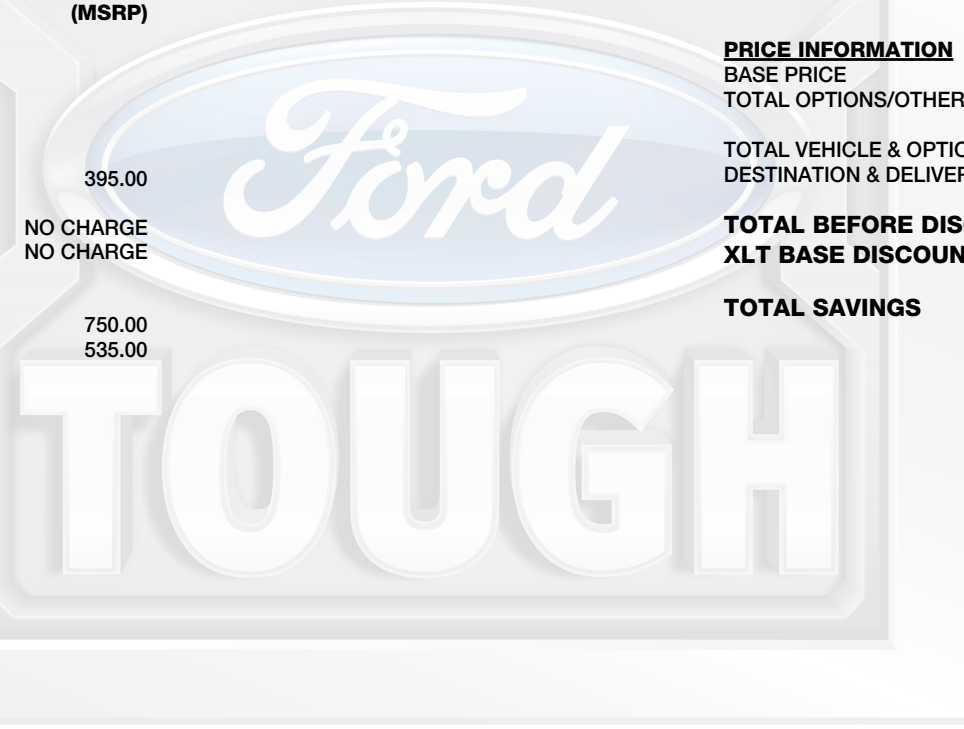 (MSRP)
395.00
NO CHARGE
NO CHARGE
750.00
535.00
PRICE INFORMATION
BASE PRICE
TOTAL OPTIONS/OTHER
TOTAL VEHICLE & OPTIO
DESTINATION & DELIVER
TOTAL BEFORE DIS
XLT BASE DISCOUN
TOTAL SAVINGS
Ford
TOUGH